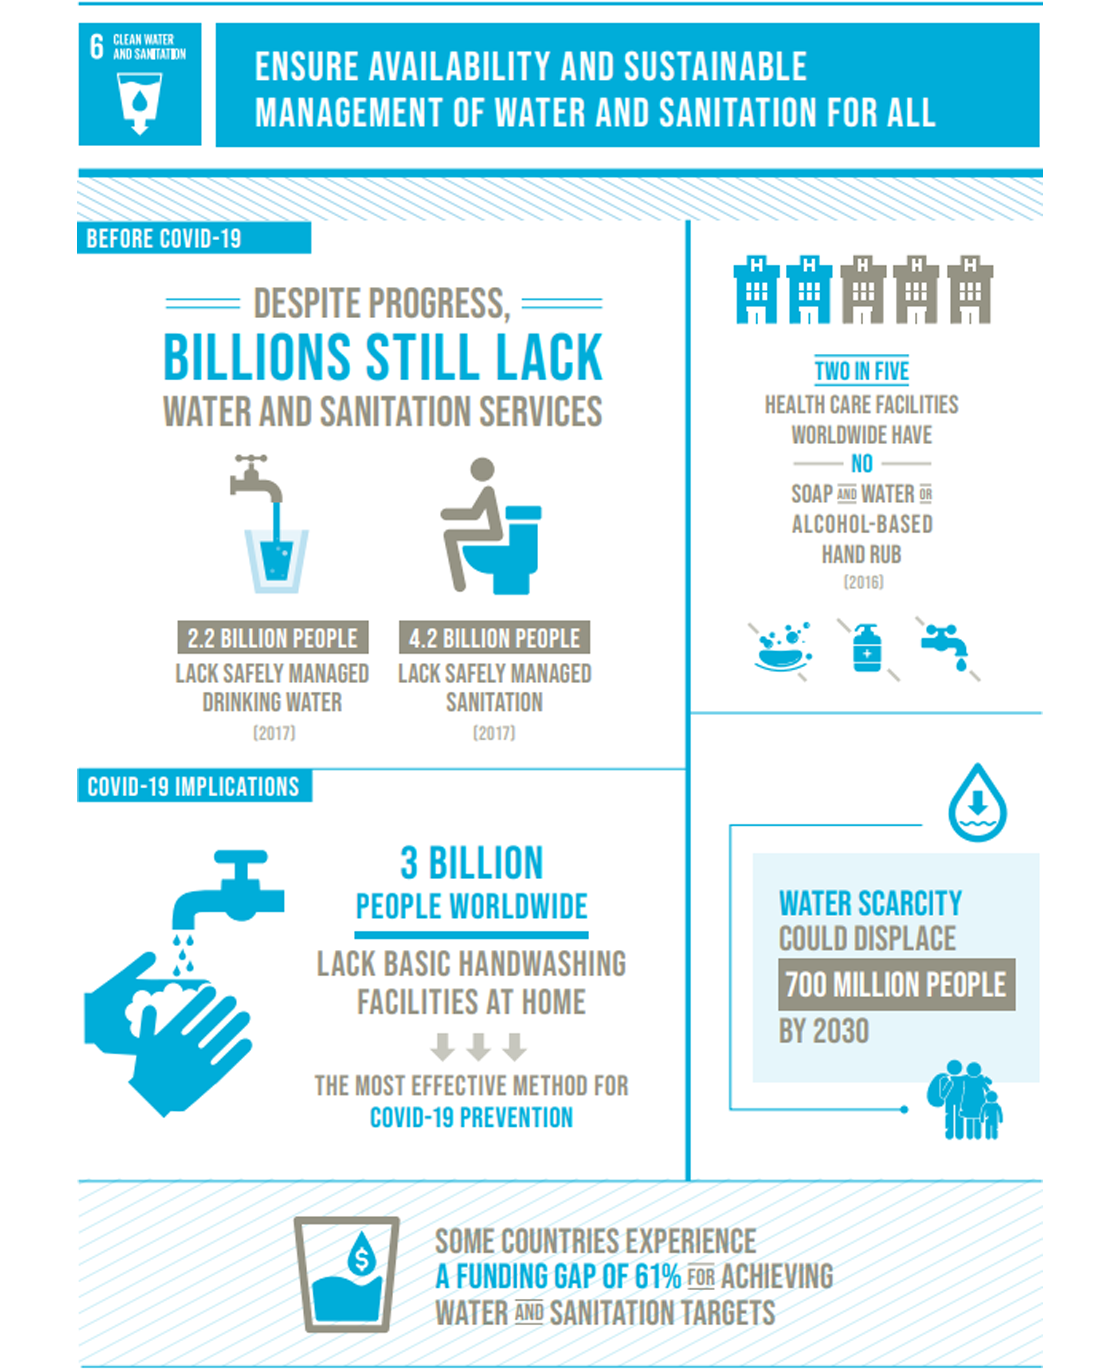 6 CLEAN WATER
AND SANITATION
ENSURE AVAILABILITY AND SUSTAINABLE
MANAGEMENT OF WATER AND SANITATION FOR ALL
BEFORE COVID-19
DESPITE PROGRESS,
BILLIONS STILL LACK
WATER AND SANITATION SERVICES
2.2 BILLION PEOPLE
LACK SAFELY MANAGED
DRINKING WATER
(2017)
4.2 BILLION PEOPLE
LACK SAFELY MANAGED
SANITATION
(2017)
H H H H H
TWO IN FIVE
HEALTH CARE FACILITIES
WORLDWIDE HAVE
NO
SOAP AND WATER OR
ALCOHOL-BASED
HAND RUB
(2016)
COVID-19 IMPLICATIONS
3 BILLION
PEOPLE WORLDWIDE
LACK BASIC HANDWASHING
FACILITIES AT HOME
THE MOST EFFECTIVE METHOD FOR
COVID-19 PREVENTION
WATER SCARCITY
COULD DISPLACE
700 MILLION PEOPLE
BY 2030
$
SOME COUNTRIES EXPERIENCE
A FUNDING GAP OF 61% FOR ACHIEVING
WATER AND SANITATION TARGETS